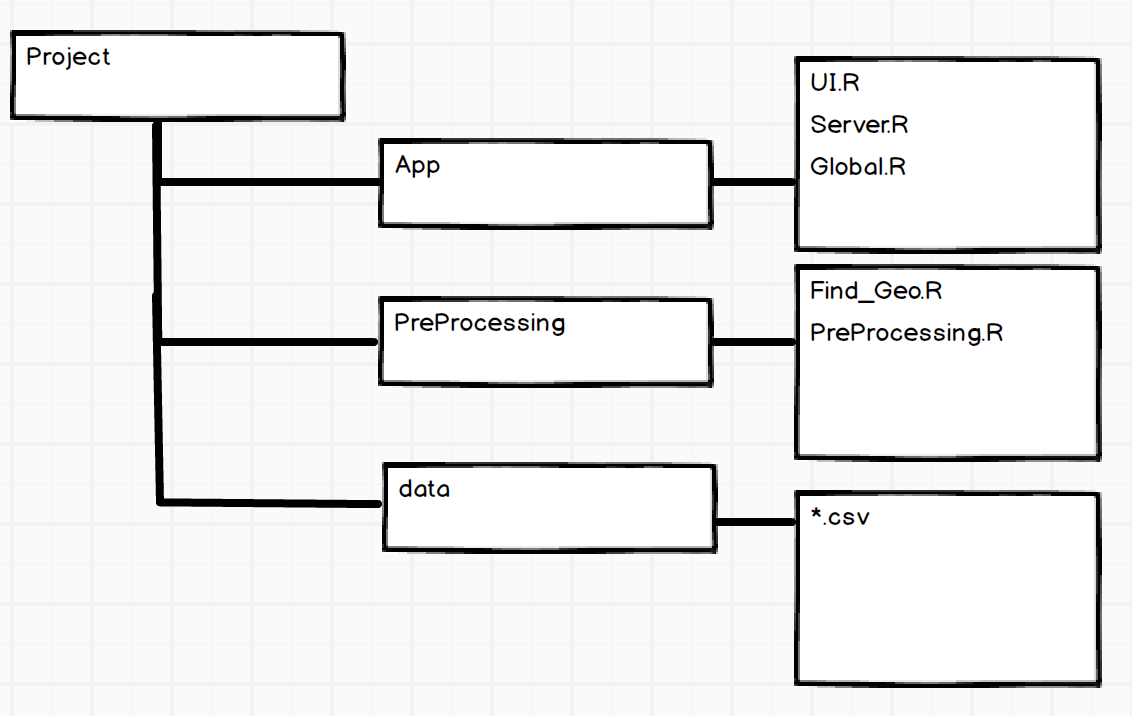 Project
App
UI.R
Server.R
Global.R
PreProcessing
Find_Geo.R
PreProcessing.R
data
*.csv